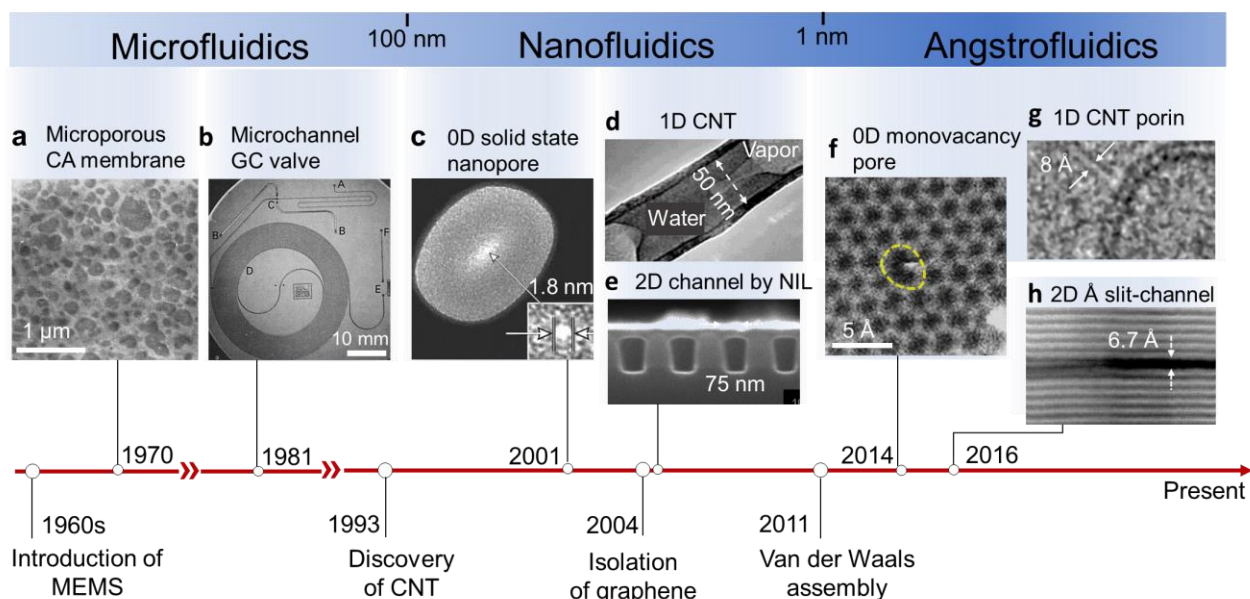 Microfluidics
100 nm
Nanofluidics
1 nm
Angstrofluidics
a Microporous
CA membrane
1 µm
b Microchannel
GC valve
A
C
B
B
F
D
E
10 mm
c 0D solid state
nanopore
1.8 nm
d 1D CNT
Vapor
50 nm
Water
e 2D channel by NIL
75 nm
f 0D monovacancy
pore
5 Å
g 1D CNT porin
8 Å
h 2D Å slit-channel
6.7 Å
1970
1981
2001
2014
2016
Present
1960s
Introduction of
MEMS
1993
Discovery
of CNT
2004
Isolation
of graphene
2011
Van der Waals
assembly